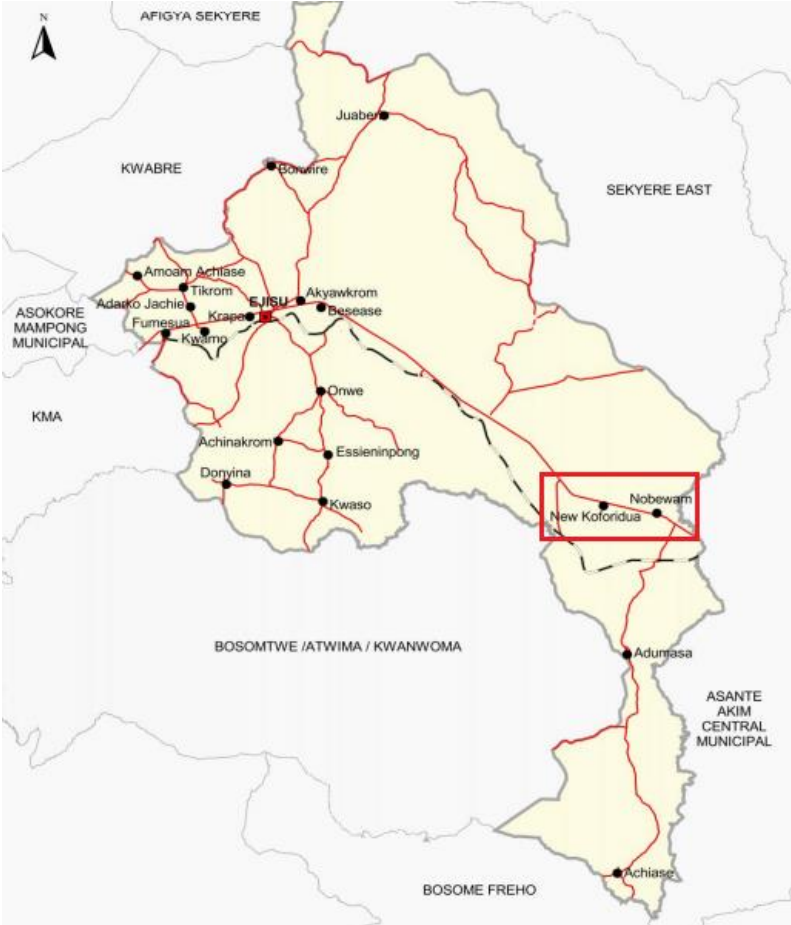 AFIGYA SEKYERE
N
Juaben
KWABRE
Bonwire
SEKYERE EAST
Amoam Achiase
Tikrom
Adarko Jachie
EJISU
Akyawkrom
Besease
ASOKORE
MAMPONG
MUNICIPAL
Fumesua
Krapa
Kwamo
KMA
Onwe
Achinakrom
Essieninpong
Donyina
Kwaso
New Koforidua
Nobewam
BOSOMTWE /ATWIMA / KWANWOMA
Adumasa
ASANTE
AKIM
CENTRAL
MUNICIPAL
Achiase
BOSOME FREHO